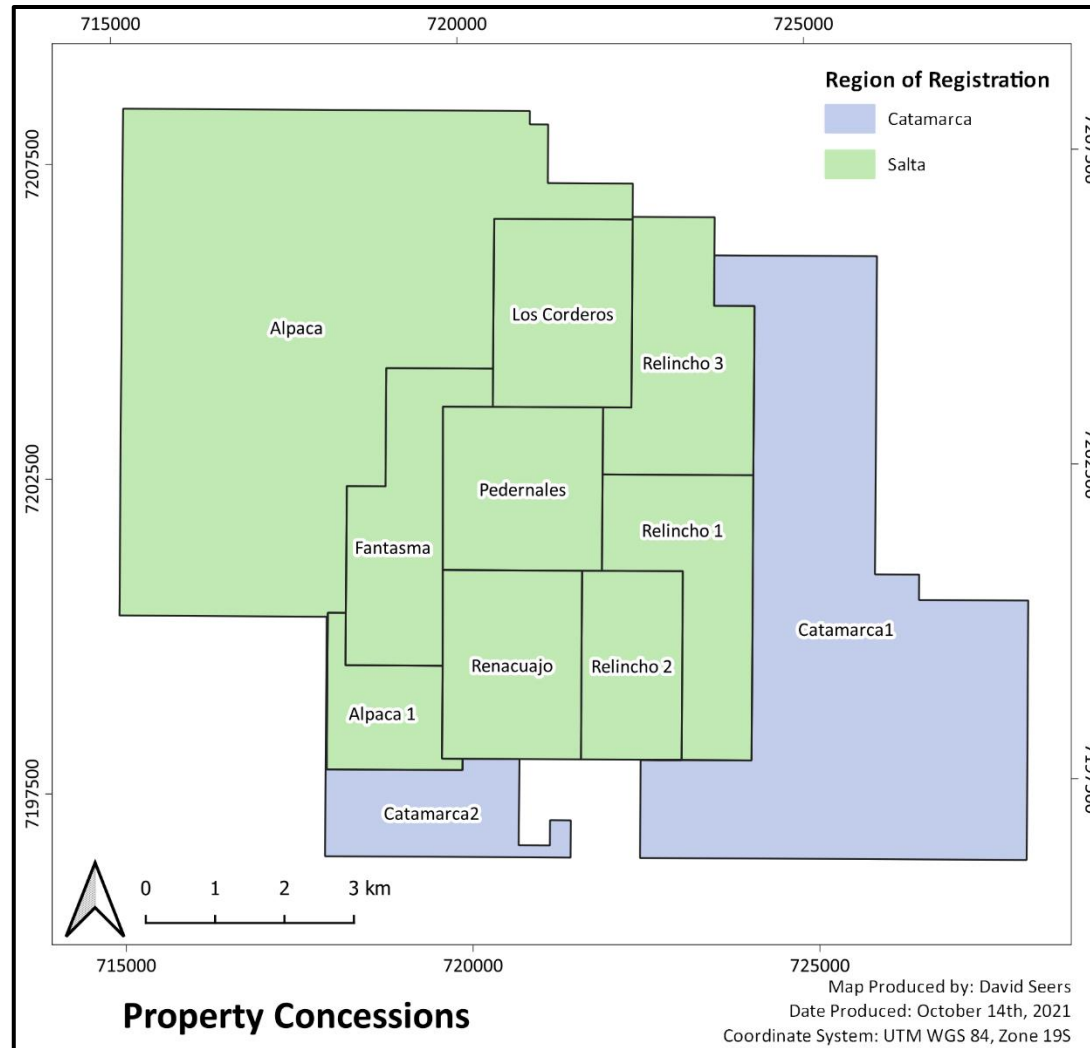 715000
720000
725000
Region of Registration
Catamarca
Salta
7207500
Los Corderos
Alpaca
Relincho 3
7202500
Pedernales
Relincho 1
Fantasma
Catamarca1
Renacuajo
Relincho 2
Alpaca 1
7197500
Catamarca2
0 1 2 3 km
715000
720000
725000
Property Concessions
Map Produced by: David Seers
Date Produced: October 14th, 2021
Coordinate System: UTM WGS 84, Zone 19S